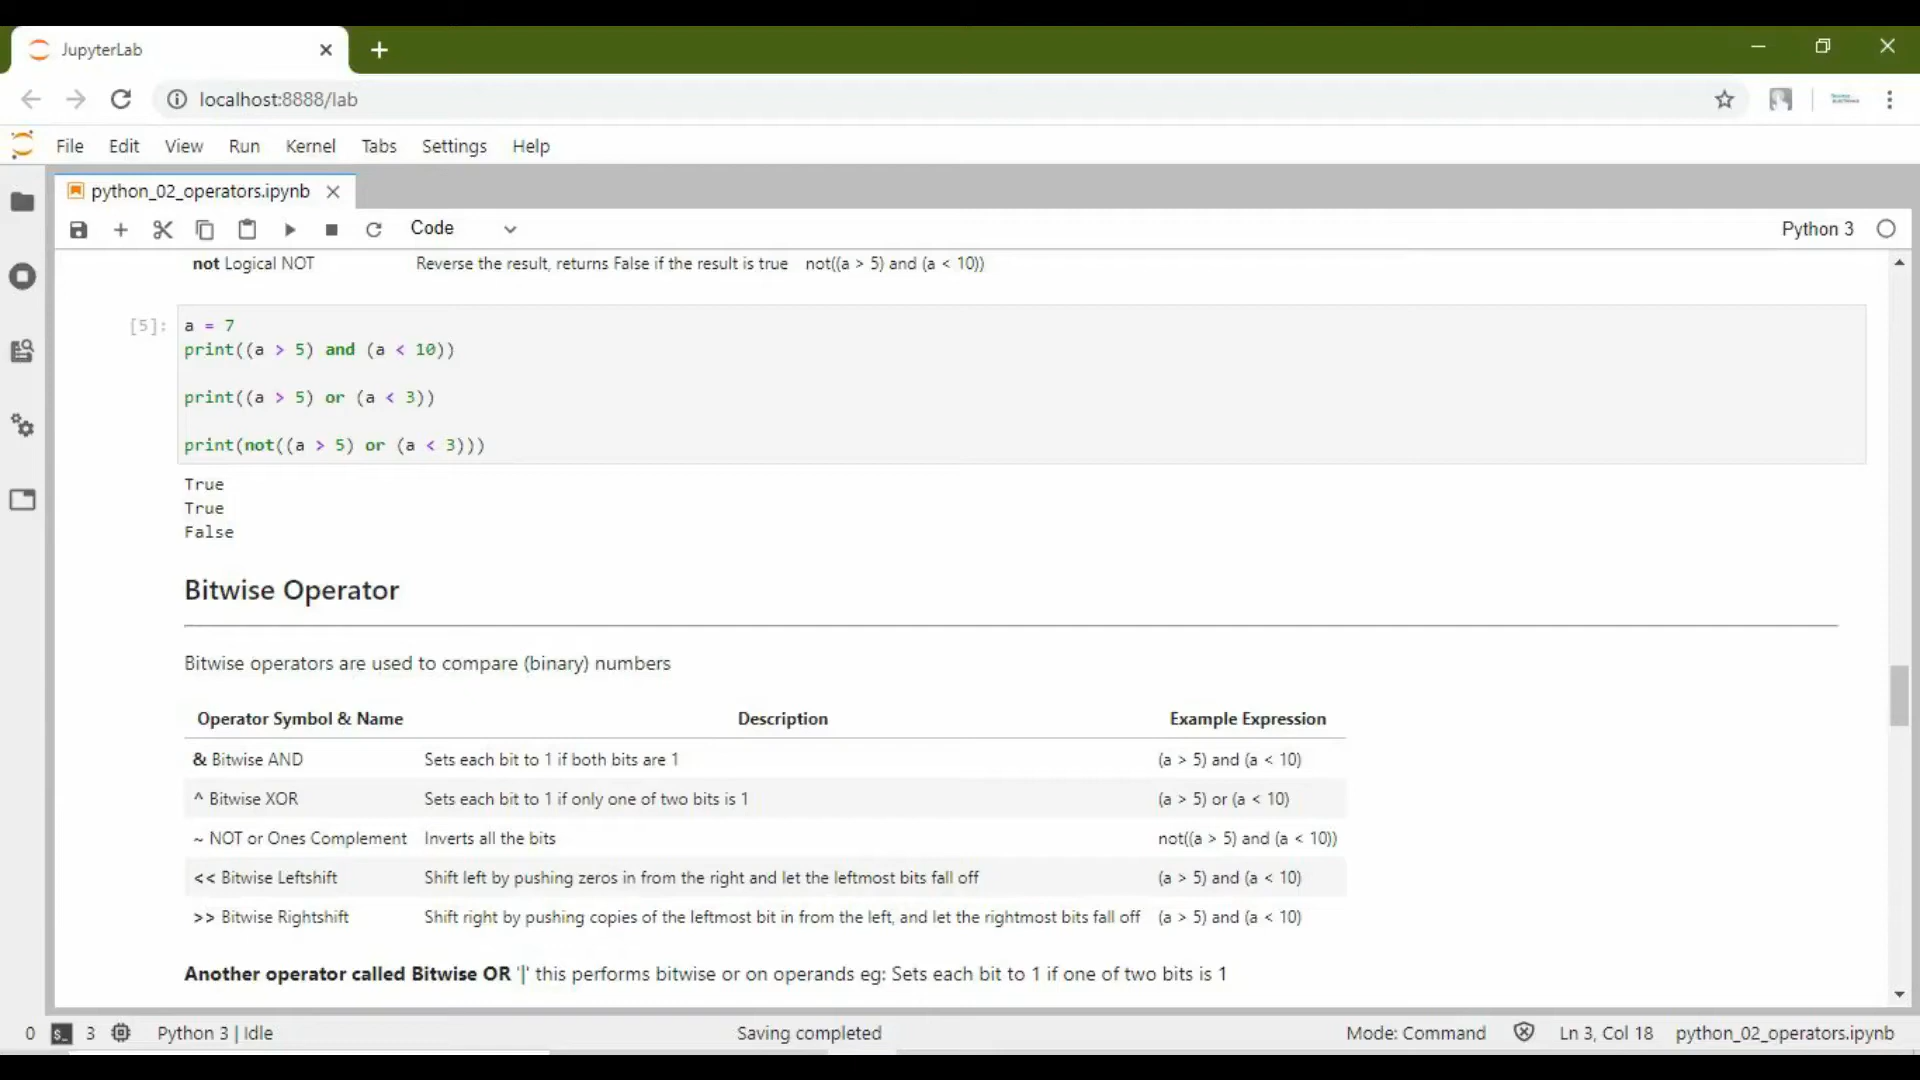 JupyterLab
localhost:8888/lab
File Edit View Run Kernel Tabs Settings Help
python_02_operators.ipynb
Code
Python 3
not Logical NOT Reverse the result, returns False if the result is true not((a > 5) and (a < 10))
[5]: a = 7
print((a > 5) and (a < 10))
print((a > 5) or (a < 3))
print(not((a > 5) or (a < 3)))
True
True
False
Bitwise Operator
Bitwise operators are used to compare (binary) numbers
Operator Symbol & Name Description Example Expression
& Bitwise AND Sets each bit to 1 if both bits are 1 (a > 5) and (a < 10)
^ Bitwise XOR Sets each bit to 1 if only one of two bits is 1 (a > 5) or (a < 10)
~ NOT or Ones Complement Inverts all the bits not((a > 5) and (a < 10))
<< Bitwise Leftshift Shift left by pushing zeros in from the right and let the leftmost bits fall off (a > 5) and (a < 10)
>> Bitwise Rightshift Shift right by pushing copies of the leftmost bit in from the left, and let the rightmost bits fall off (a > 5) and (a < 10)
Another operator called Bitwise OR '|' this performs bitwise or on operands eg: Sets each bit to 1 if one of two bits is 1
0 $_ 3 Python 3 | Idle Saving completed Mode: Command Ln 3, Col 18 python_02_operators.ipynb